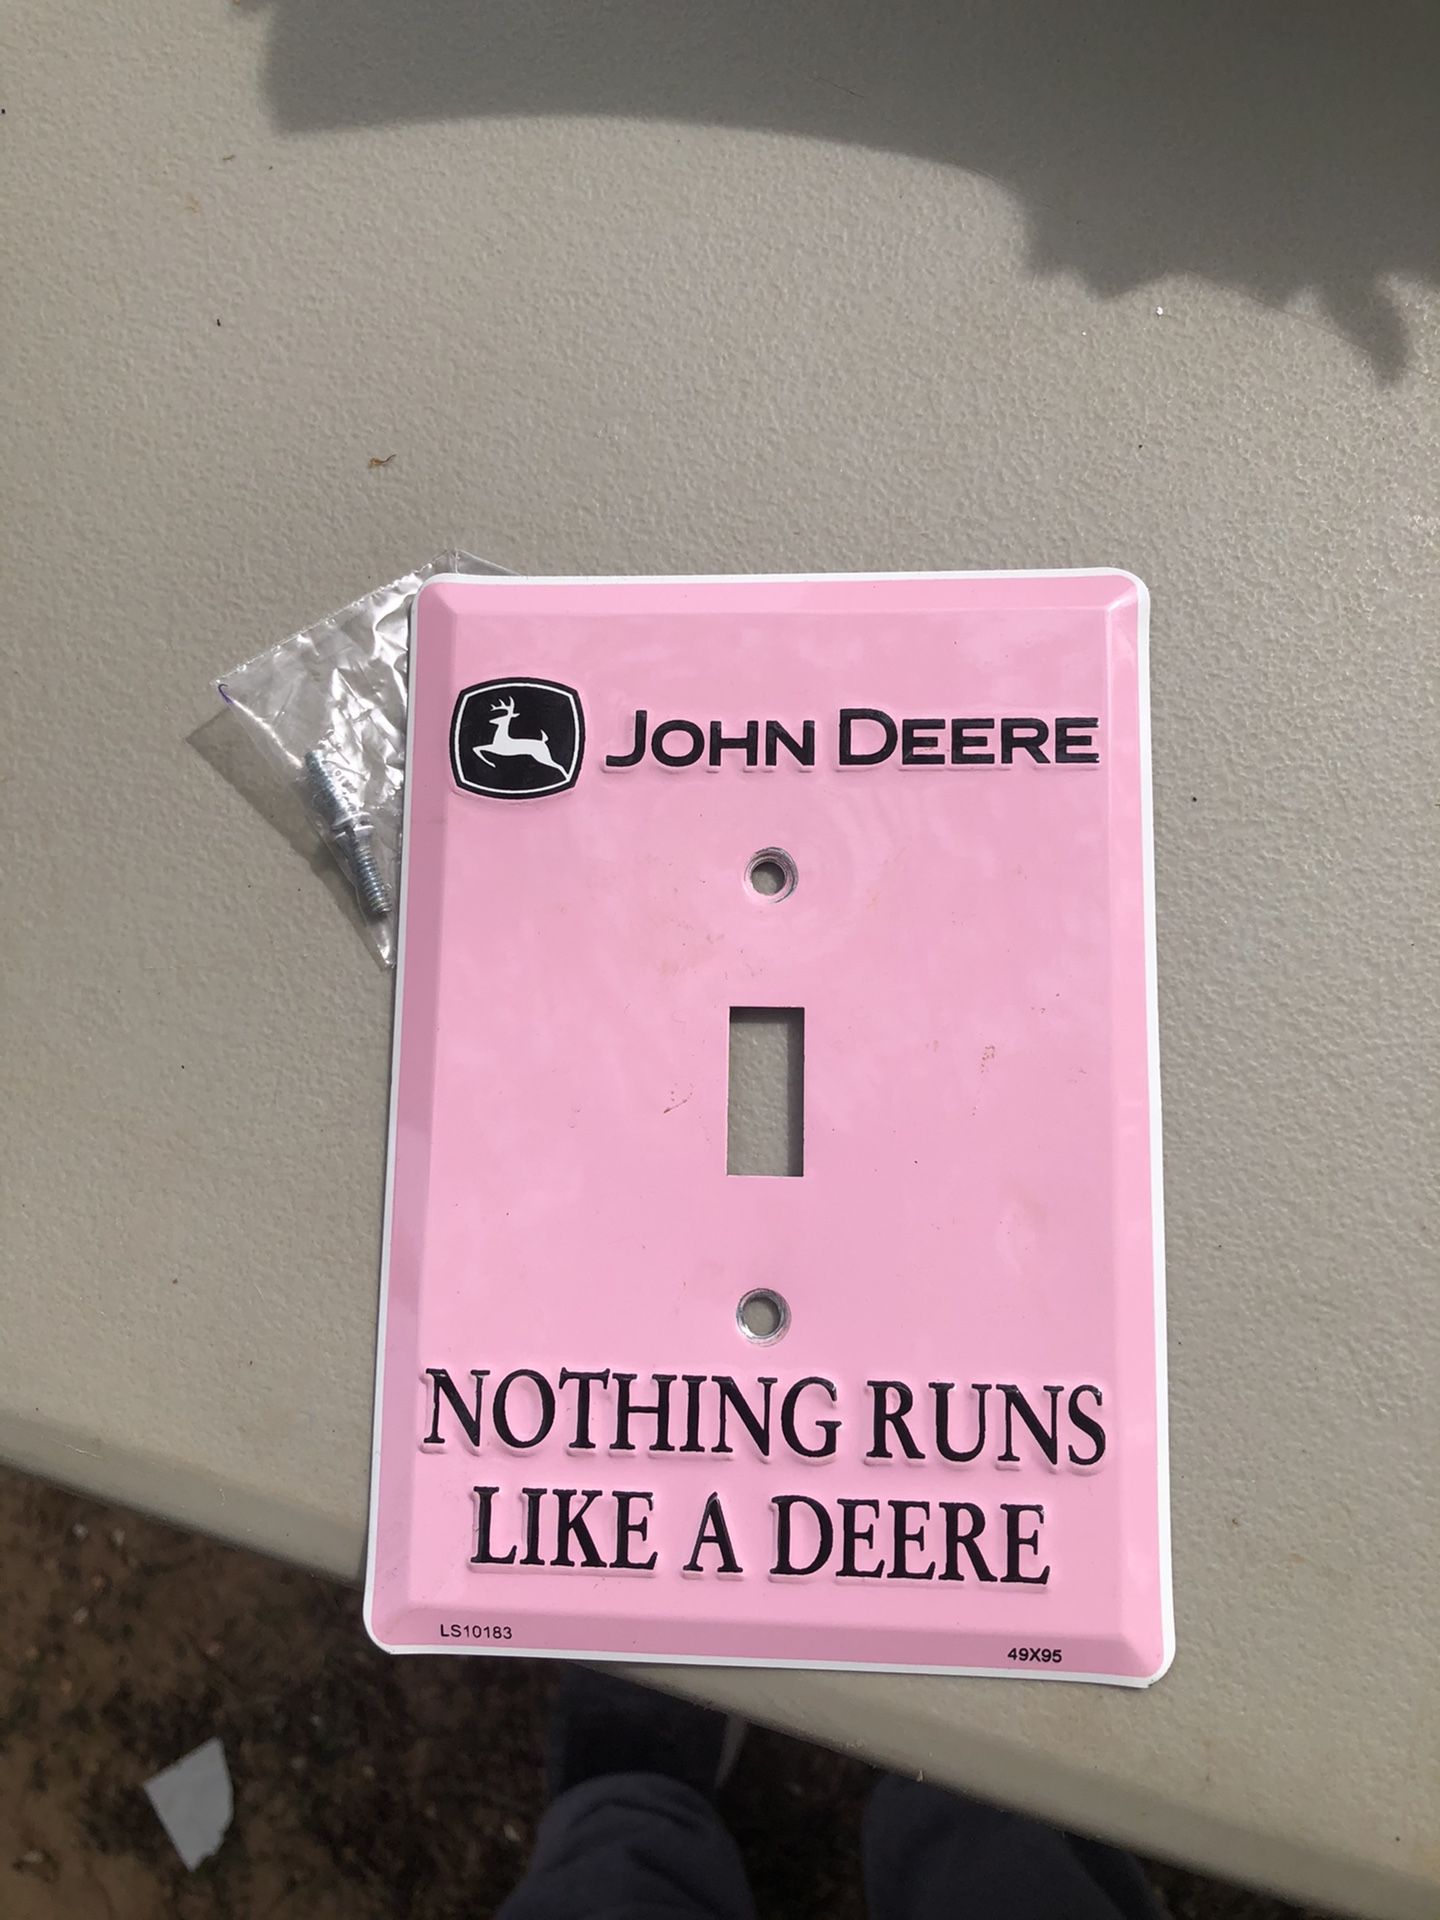 JOHN DEERE
NOTHING RUNS
LIKE A DEERE
LS10183
49X95